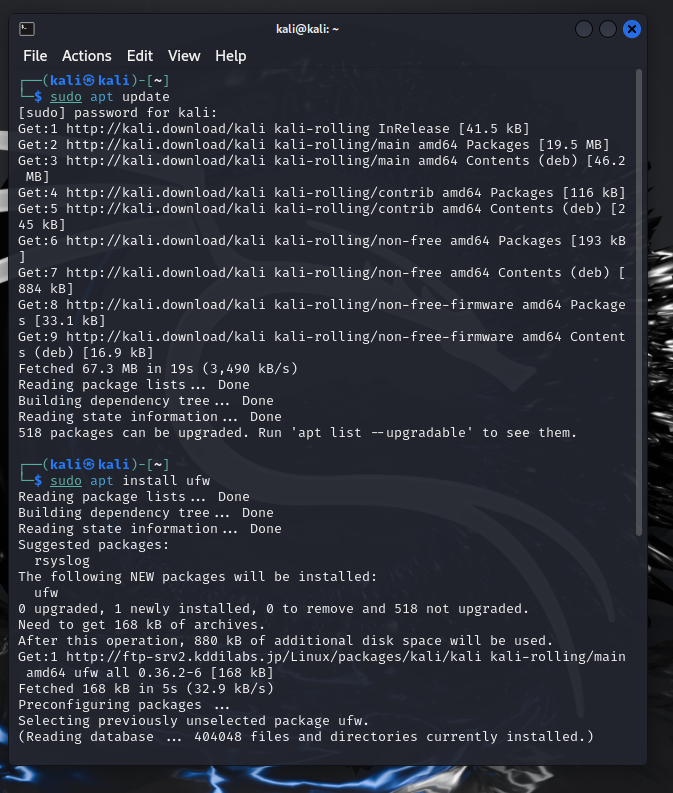 kali@kali: ~
File Actions Edit View Help
┌──(kali㉿kali)-[~]
└─$ sudo apt update
[sudo] password for kali:
Get:1 http://kali.download/kali kali-rolling InRelease [41.5 kB]
Get:2 http://kali.download/kali kali-rolling/main amd64 Packages [19.5 MB]
Get:3 http://kali.download/kali kali-rolling/main amd64 Contents (deb) [46.2
 MB]
Get:4 http://kali.download/kali kali-rolling/contrib amd64 Packages [116 kB]
Get:5 http://kali.download/kali kali-rolling/contrib amd64 Contents (deb) [2
45 kB]
Get:6 http://kali.download/kali kali-rolling/non-free amd64 Packages [193 kB
]
Get:7 http://kali.download/kali kali-rolling/non-free amd64 Contents (deb) [
884 kB]
Get:8 http://kali.download/kali kali-rolling/non-free-firmware amd64 Package
s [33.1 kB]
Get:9 http://kali.download/kali kali-rolling/non-free-firmware amd64 Content
s (deb) [16.9 kB]
Fetched 67.3 MB in 19s (3,490 kB/s)
Reading package lists... Done
Building dependency tree... Done
Reading state information... Done
518 packages can be upgraded. Run 'apt list --upgradable' to see them.
┌──(kali㉿kali)-[~]
└─$ sudo apt install ufw
Reading package lists... Done
Building dependency tree... Done
Reading state information... Done
Suggested packages:
  rsyslog
The following NEW packages will be installed:
  ufw
0 upgraded, 1 newly installed, 0 to remove and 518 not upgraded.
Need to get 168 kB of archives.
After this operation, 880 kB of additional disk space will be used.
Get:1 http://ftp-srv2.kddilabs.jp/Linux/packages/kali/kali kali-rolling/main
 amd64 ufw all 0.36.2-6 [168 kB]
Fetched 168 kB in 5s (32.9 kB/s)
Preconfiguring packages ...
Selecting previously unselected package ufw.
(Reading database ... 404048 files and directories currently installed.)